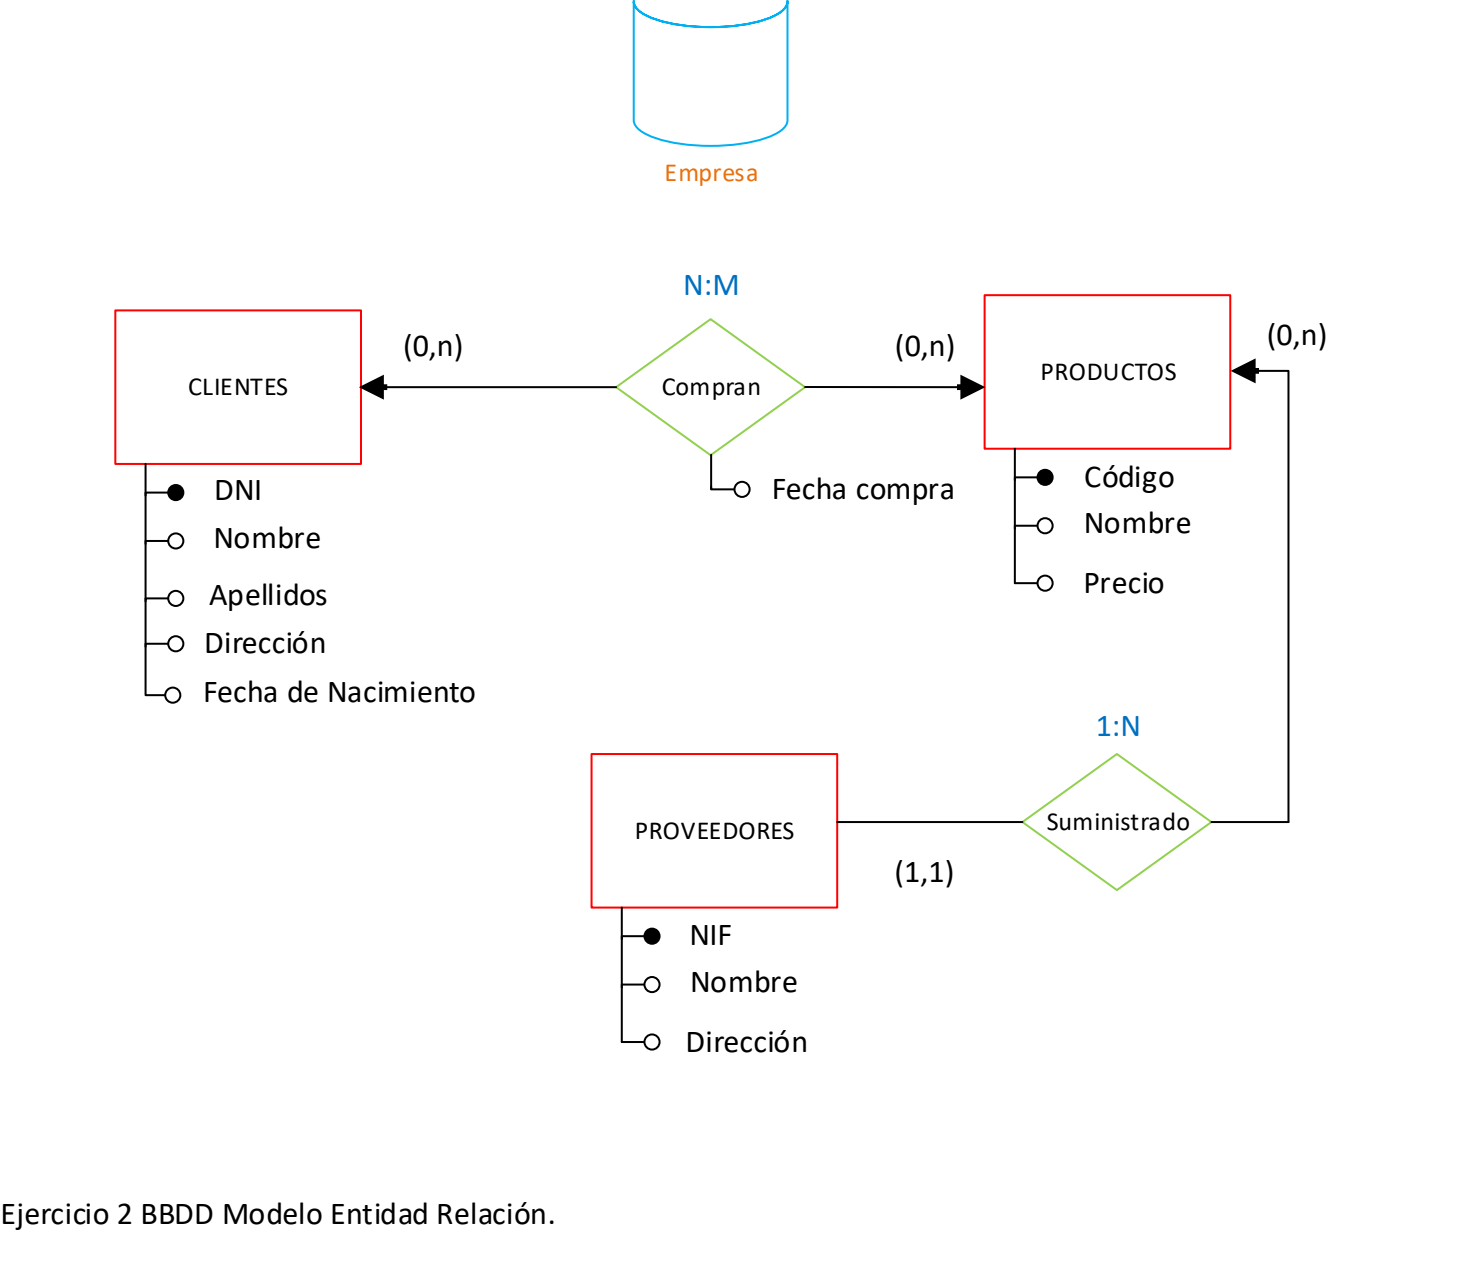 Empresa
N:M
(0,n)
(0,n)
(0,n)
CLIENTES
Compran
PRODUCTOS
DNI
Nombre
Apellidos
Dirección
Fecha de Nacimiento
Fecha compra
Código
Nombre
Precio
1:N
PROVEEDORES
Suministrado
(1,1)
NIF
Nombre
Dirección
Ejercicio 2 BBDD Modelo Entidad Relación.